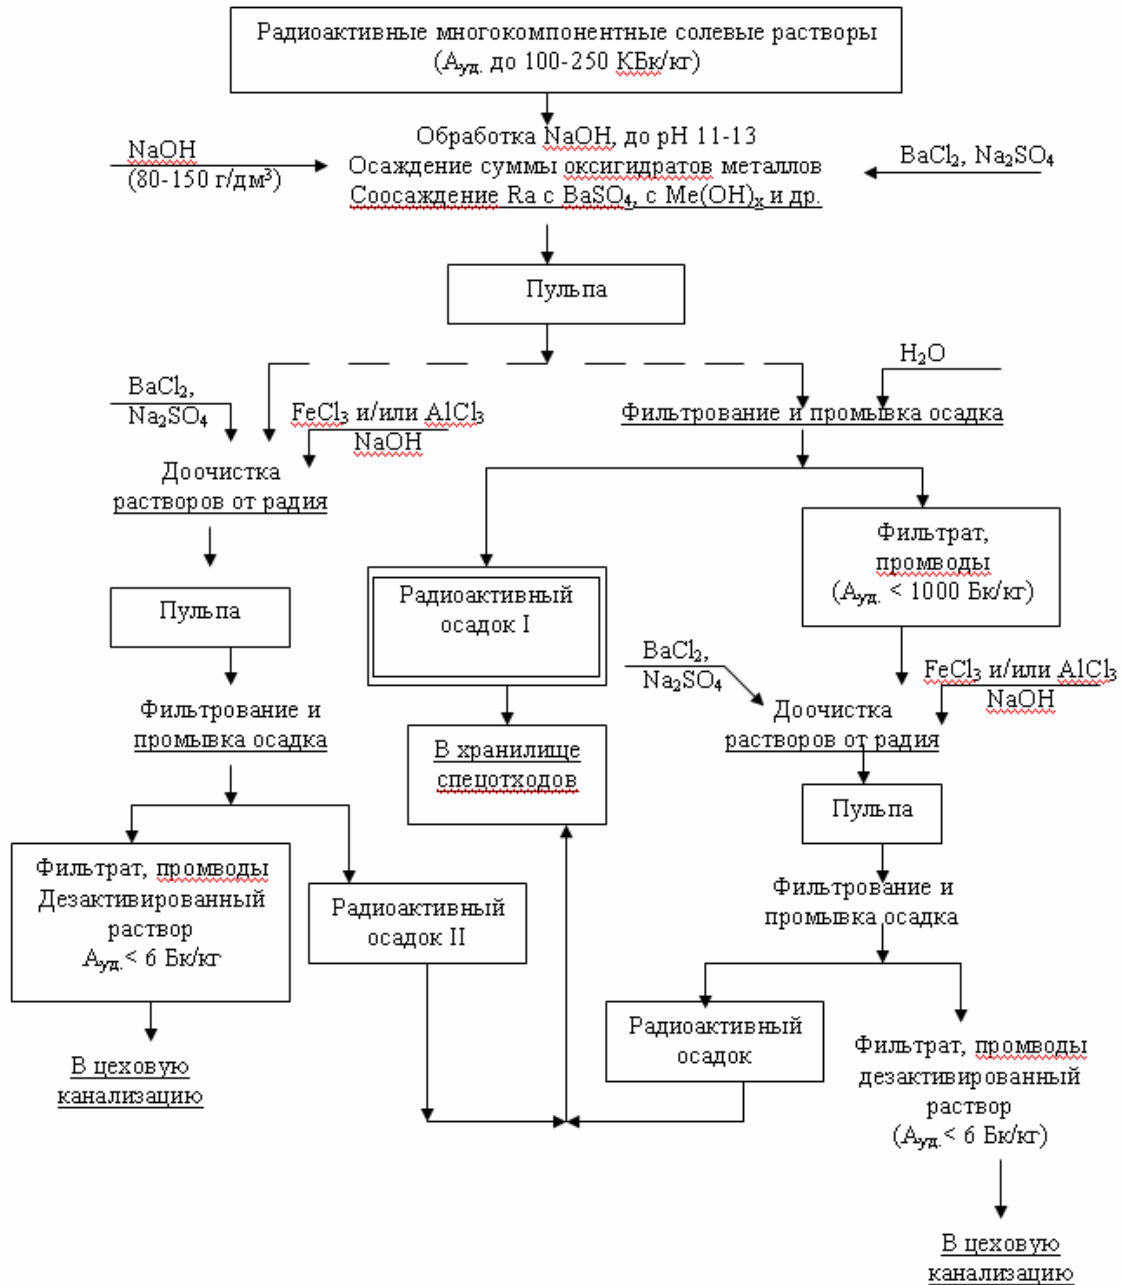 Радиоактивные многокомпонентные солевые растворы
(Ауд. до 100-250 КБк/кг)
NaOH
(80-150 г/дм³)
Обработка NaOH, до pH 11-13
Осаждение суммы оксигидратов металлов
Соосаждение Ra с BaSO₄, с Me(OH)ₓ и др.
BaCl₂, Na₂SO₄
Пульпа
H₂O
BaCl₂,
Na₂SO₄
FeCl₃ и/или AlCl₃
NaOH
Фильтрование и промывка осадка
Доочистка
растворов от радия
Фильтрат,
промводы
(Ауд. < 1000 Бк/кг)
Пульпа
Радиоактивный
осадок I
BaCl₂,
Na₂SO₄
FeCl₃ и/или AlCl₃
NaOH
Фильтрование и
промывка осадка
Доочистка
растворов от радия
В хранилище
спецотходов
Пульпа
Фильтрат, промводы
Дезактивированный
раствор
Ауд.< 6 Бк/кг
Радиоактивный
осадок II
Фильтрование и
промывка осадка
Радиоактивный
осадок
Фильтрат, промводы
дезактивированный
раствор
(Ауд.< 6 Бк/кг)
В цеховую
канализацию
В цеховую
канализацию